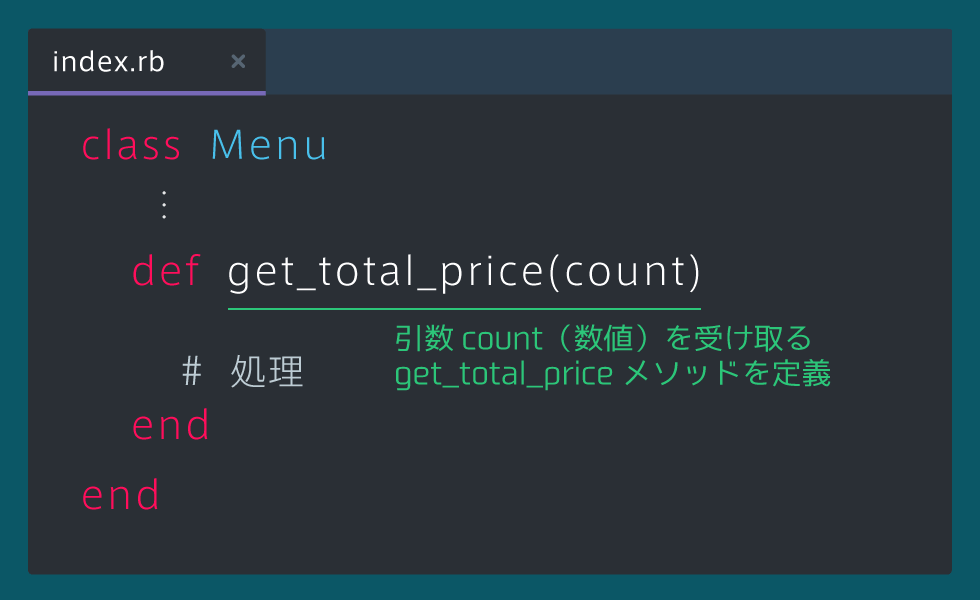 index.rb ×
class Menu
⋮
def get_total_price(count)
引数 count（数値）を受け取る
# 処理
get_total_price メソッドを定義
end
end